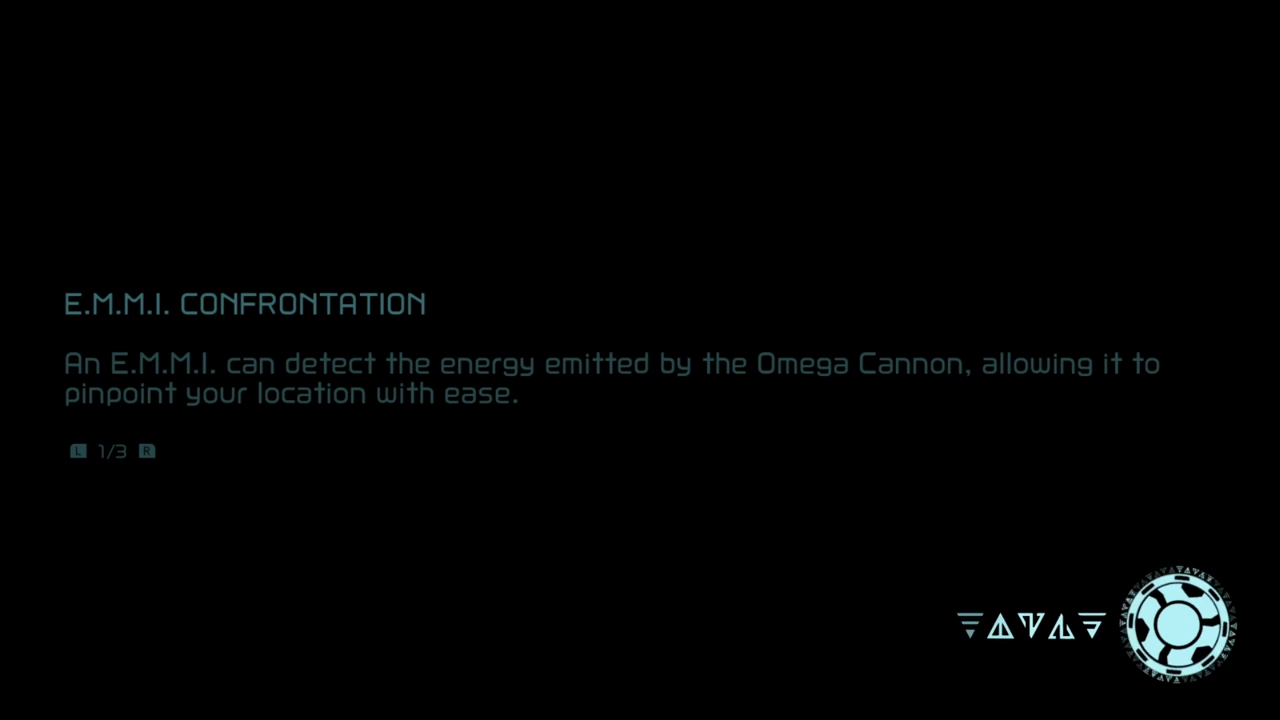 E.M.M.I. CONFRONTATION
An E.M.M.I. can detect the energy emitted by the Omega Cannon, allowing it to
pinpoint your location with ease.
L 1/3 R